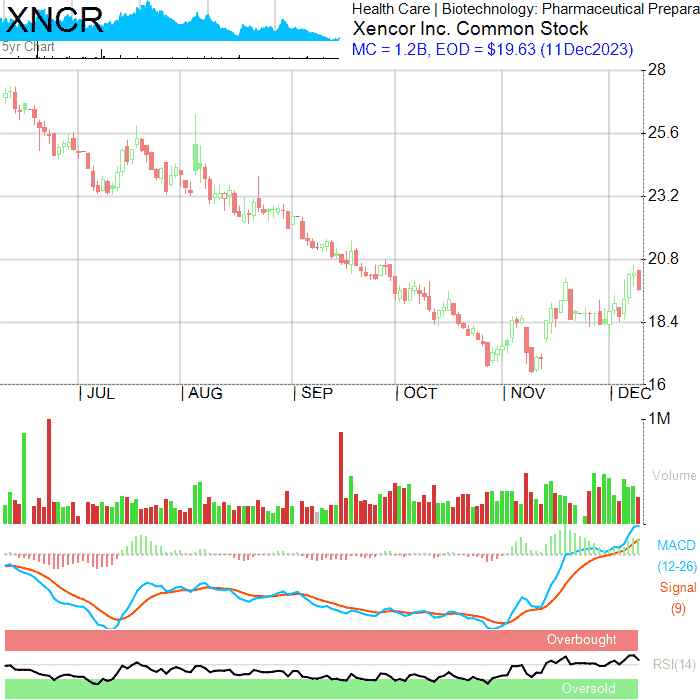 XNCR
5yr Chart
Health Care | Biotechnology: Pharmaceutical Prepara
Xencor Inc. Common Stock
MC = 1.2B, EOD = $19.63 (11Dec2023)
28
25.6
23.2
20.8
18.4
16
JUL AUG SEP OCT NOV DEC
1M
Volume
MACD
(12-26)
Signal
(9)
Overbought
RSI(14)
Oversold